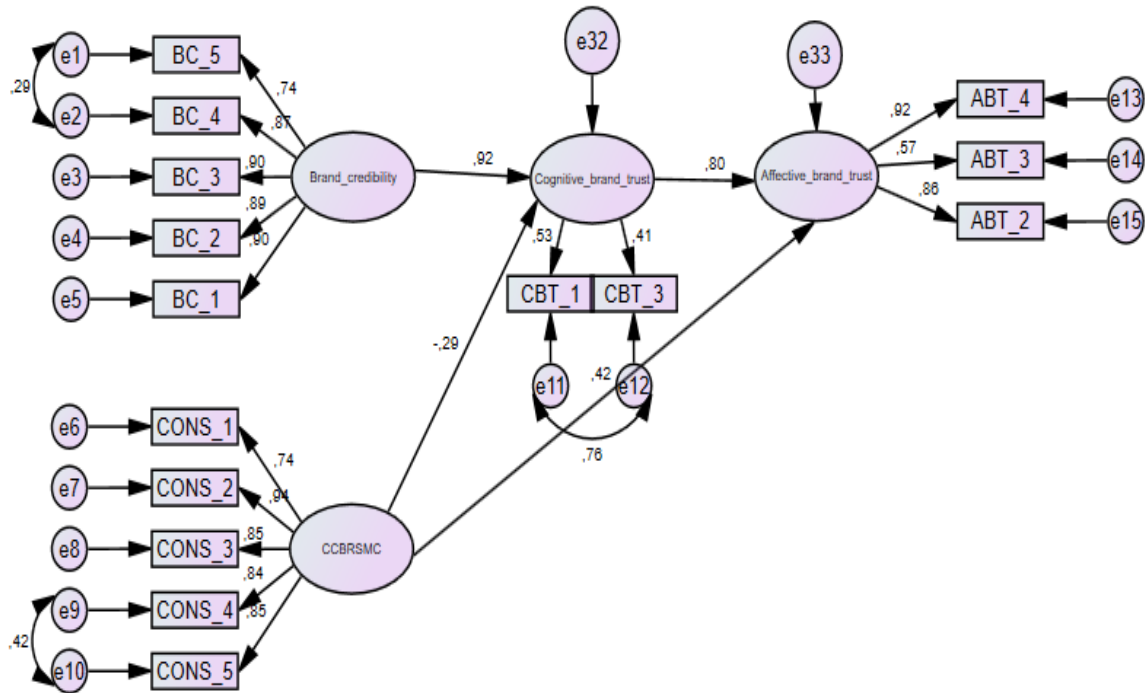 e1
BC_5
,74
,29
e2
BC_4
,87
e3
BC_3
,90
e4
BC_2
,89
e5
BC_1
,90
Brand_credibility
,92
e32
Cognitive_brand_trust
,80
e33
Affective_brand_trust
,92
ABT_4
e13
,57
ABT_3
e14
,86
ABT_2
e15
,53
,41
CBT_1
CBT_3
e11
e12
,76
-,29
,42
e6
CONS_1
,74
e7
CONS_2
,94
e8
CONS_3
,85
e9
CONS_4
,84
,42
e10
CONS_5
,85
CCBRSMC